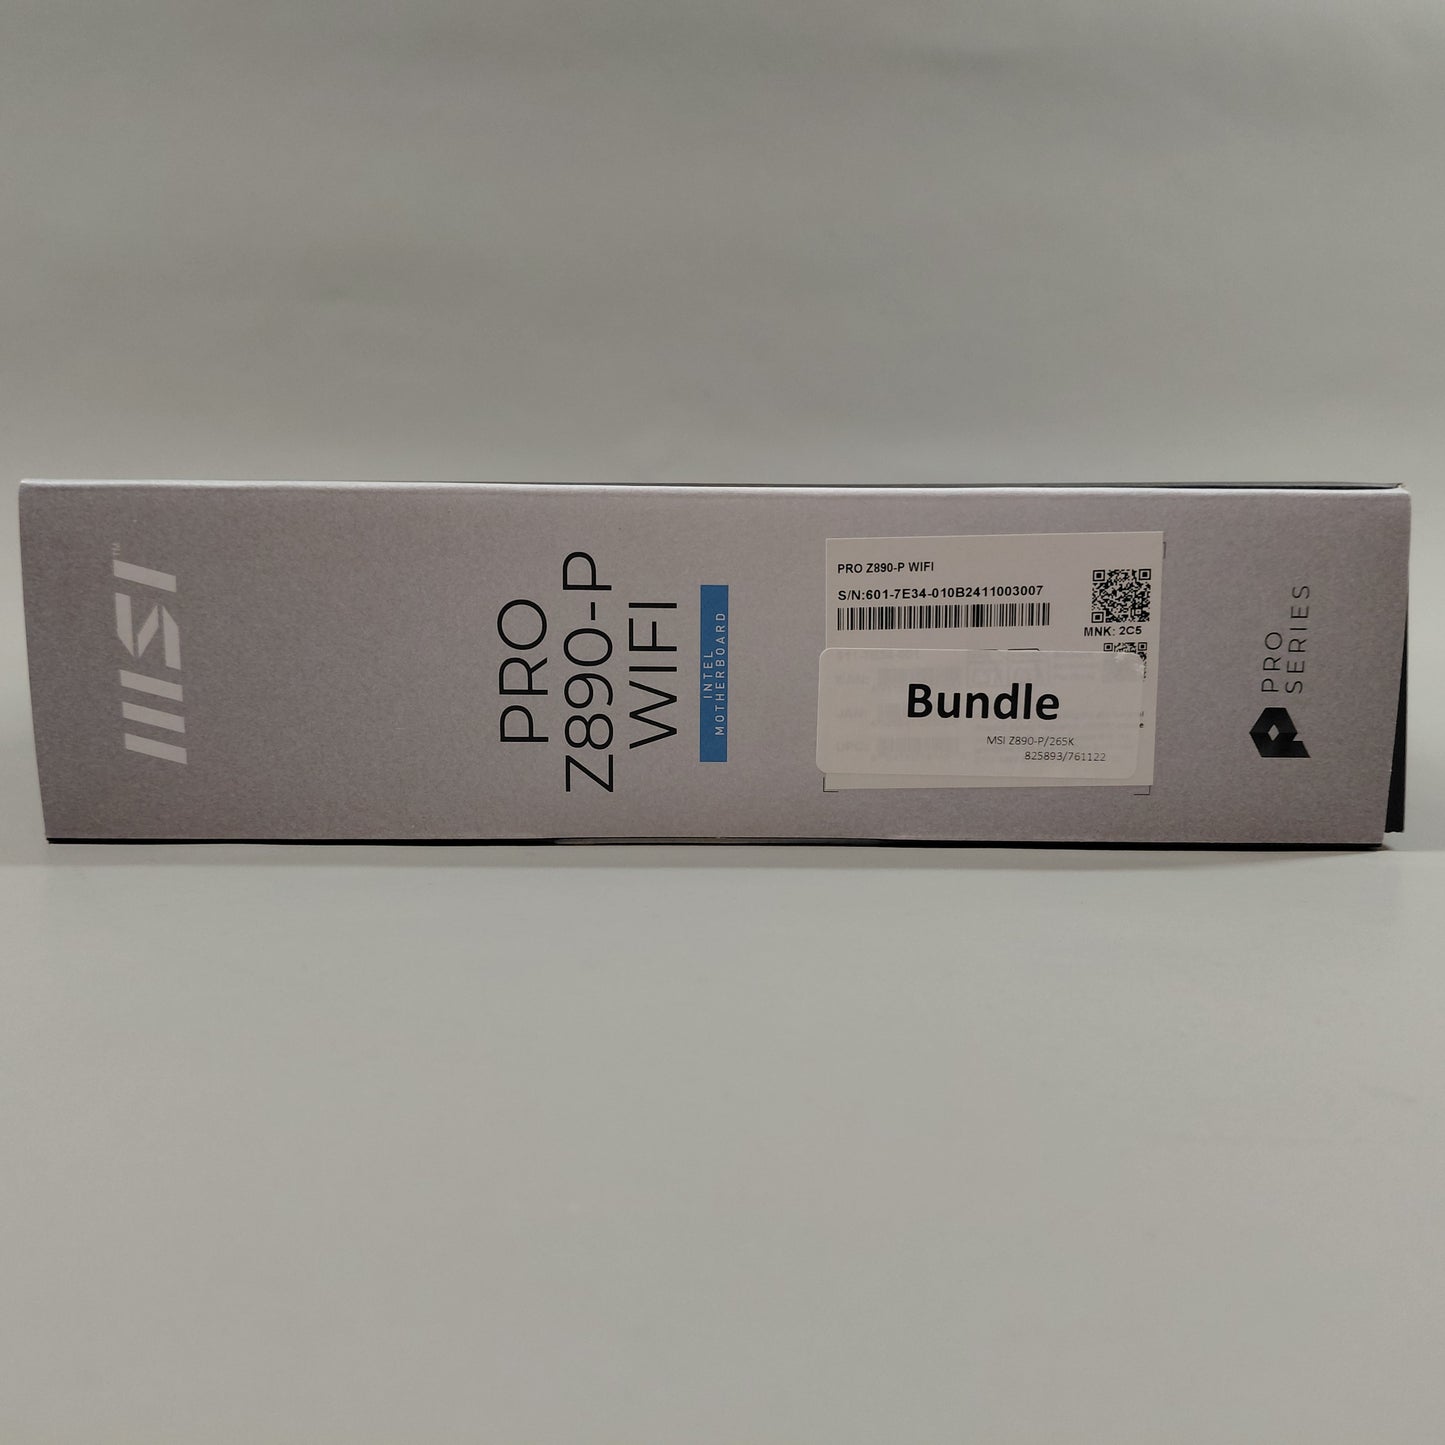 msi™
PRO
Z890-P
WIFI
INTEL
MOTHERBOARD
PRO Z890-P WIFI
S/N:601-7E34-010B2411003007
MNK: 2C5
Bundle
MSI Z890-P/265K
825893/761122
PRO
SERIES